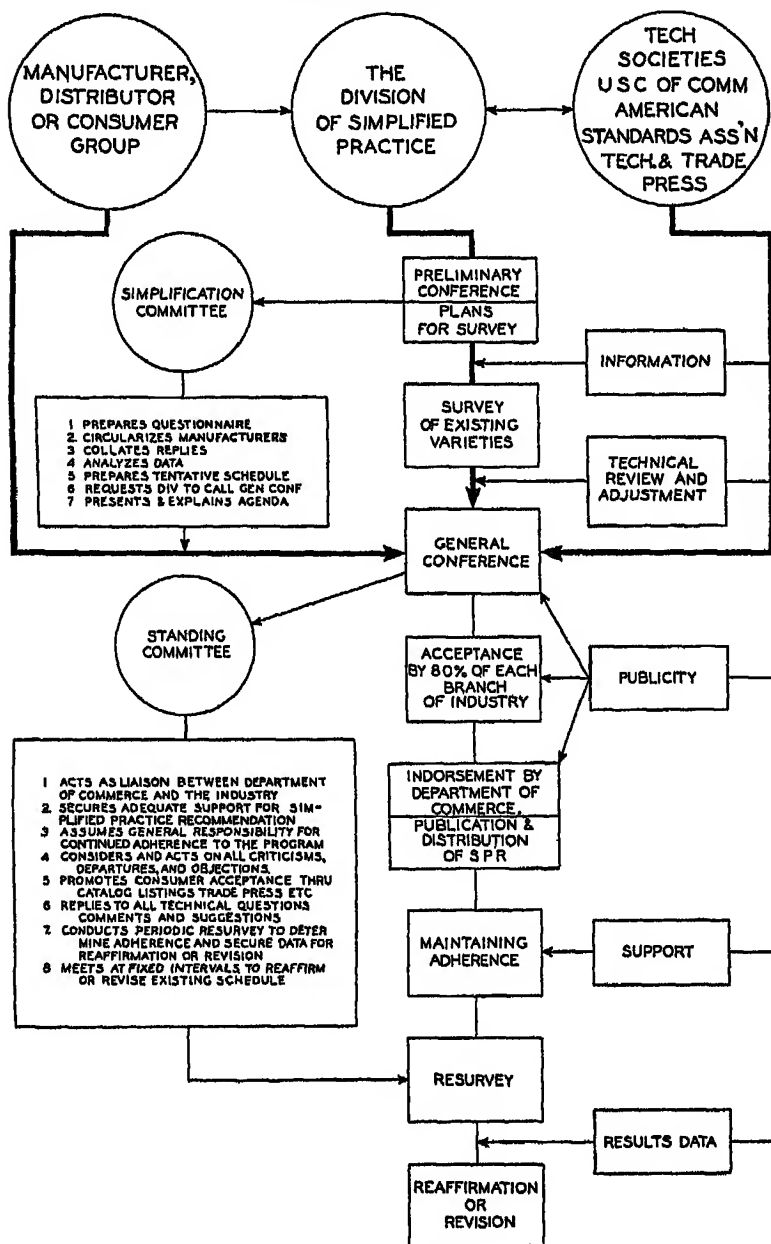 MANUFACTURER,
DISTRIBUTOR
OR CONSUMER
GROUP
THE
DIVISION
OF SIMPLIFIED
PRACTICE
TECH
SOCIETIES
U S C OF COMM
AMERICAN
STANDARDS ASS'N
TECH. & TRADE
PRESS
SIMPLIFICATION
COMMITTEE
PRELIMINARY
CONFERENCE
PLANS
FOR SURVEY
INFORMATION
1 PREPARES QUESTIONNAIRE
2. CIRCULARIZES MANUFACTURERS
3 COLLATES REPLIES
4 ANALYZES DATA
5 PREPARES TENTATIVE SCHEDULE
6 REQUESTS DIV TO CALL GEN CONF
7 PRESENTS & EXPLAINS AGENDA
SURVEY
OF EXISTING
VARIETIES
TECHNICAL
REVIEW AND
ADJUSTMENT
GENERAL
CONFERENCE
STANDING
COMMITTEE
ACCEPTANCE
BY 80% OF EACH
BRANCH
OF INDUSTRY
PUBLICITY
1 ACTS AS LIAISON BETWEEN DEPARTMENT
OF COMMERCE AND THE INDUSTRY
2. SECURES ADEQUATE SUPPORT FOR SIM-
PLIFIED PRACTICE RECOMMENDATION
3 ASSUMES GENERAL RESPONSIBILITY FOR
CONTINUED ADHERENCE TO THE PROGRAM
4 CONSIDERS AND ACTS ON ALL CRITICISMS,
DEPARTURES, AND OBJECTIONS.
5 PROMOTES CONSUMER ACCEPTANCE THRU
CATALOG LISTINGS TRADE PRESS ETC
6 REPLIES TO ALL TECHNICAL QUESTIONS
COMMENTS AND SUGGESTIONS
7 CONDUCTS PERIODIC RESURVEY TO DETER
MINE ADHERENCE AND SECURE DATA FOR
REAFFIRMATION OR REVISION
8 MEETS AT FIXED INTERVALS TO REAFFIRM
OR REVISE EXISTING SCHEDULE
INDORSEMENT BY
DEPARTMENT OF
COMMERCE,
PUBLICATION &
DISTRIBUTION
OF S P R
MAINTAINING
ADHERENCE
SUPPORT
RESURVEY
RESULTS DATA
REAFFIRMATION
OR
REVISION